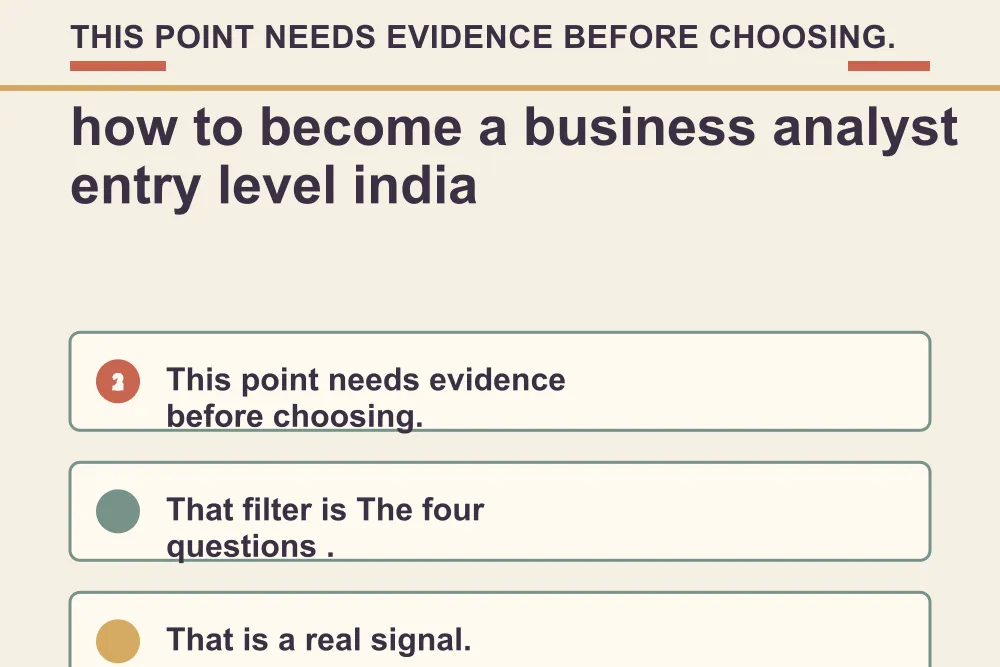 THIS POINT NEEDS EVIDENCE BEFORE CHOOSING.
how to become a business analyst
entry level india
This point needs evidence
before choosing.
That filter is The four
questions .
That is a real signal.